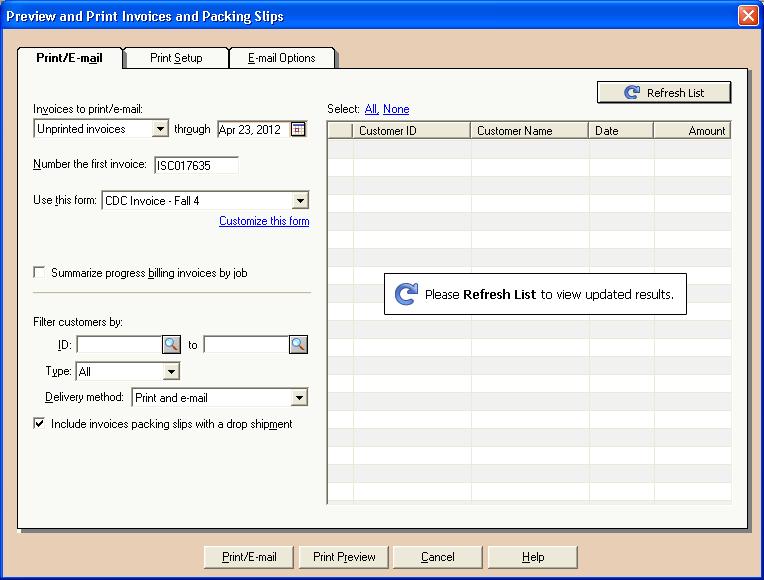 Preview and Print Invoices and Packing Slips
Print/E-mail
Print Setup
E-mail Options
Refresh List
Invoices to print/e-mail:
Select: All, None
Unprinted invoices through Apr 23, 2012
Customer ID Customer Name Date Amount
Number the first invoice: ISC017635
Use this form: CDC Invoice - Fall 4
Customize this form
Summarize progress billing invoices by job
Please Refresh List to view updated results.
Filter customers by:
ID: to
Type: All
Delivery method: Print and e-mail
Include invoices packing slips with a drop shipment
Print/E-mail
Print Preview
Cancel
Help